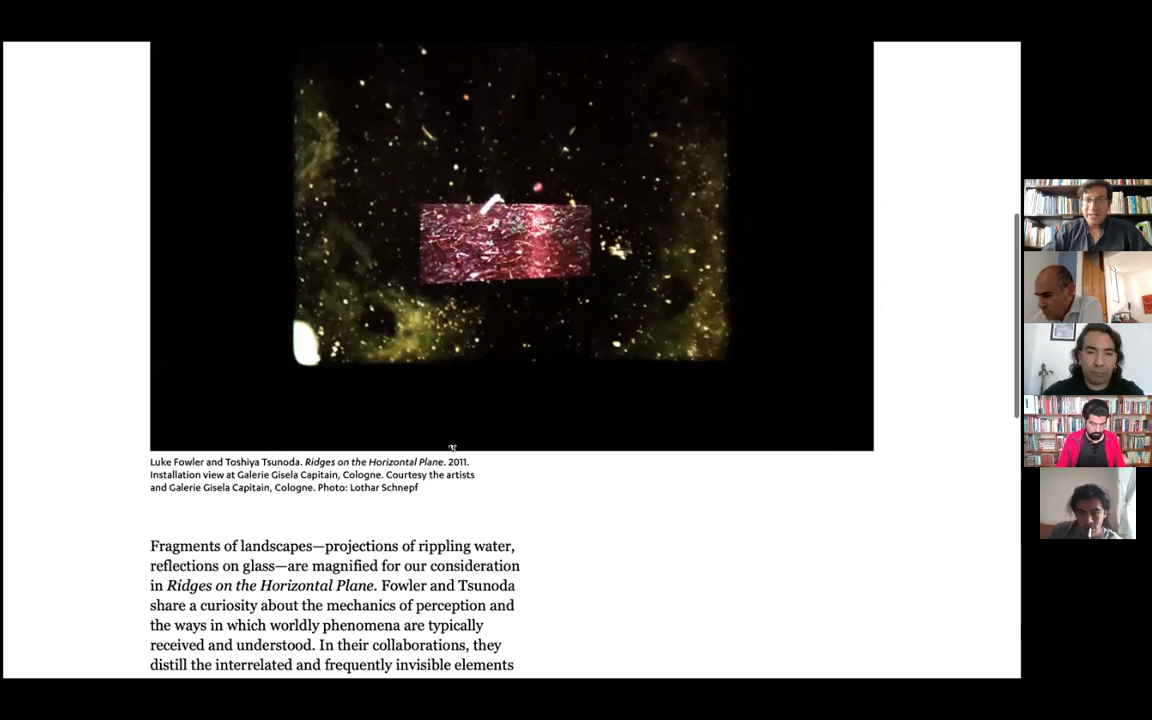 Luke Fowler and Toshiya Tsunoda. Ridges on the Horizontal Plane. 2011.
Installation view at Galerie Gisela Capitain, Cologne. Courtesy the artists
and Galerie Gisela Capitain, Cologne. Photo: Lothar Schnepf
Fragments of landscapes—projections of rippling water,
reflections on glass—are magnified for our consideration
in Ridges on the Horizontal Plane. Fowler and Tsunoda
share a curiosity about the mechanics of perception and
the ways in which worldly phenomena are typically
received and understood. In their collaborations, they
distill the interrelated and frequently invisible elements